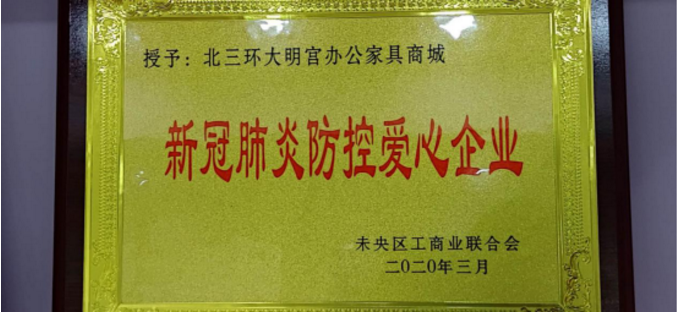 授予：北三环大明宫办公家具商城
新冠肺炎防控爱心企业
未央区工商业联合会
二〇二〇年三月